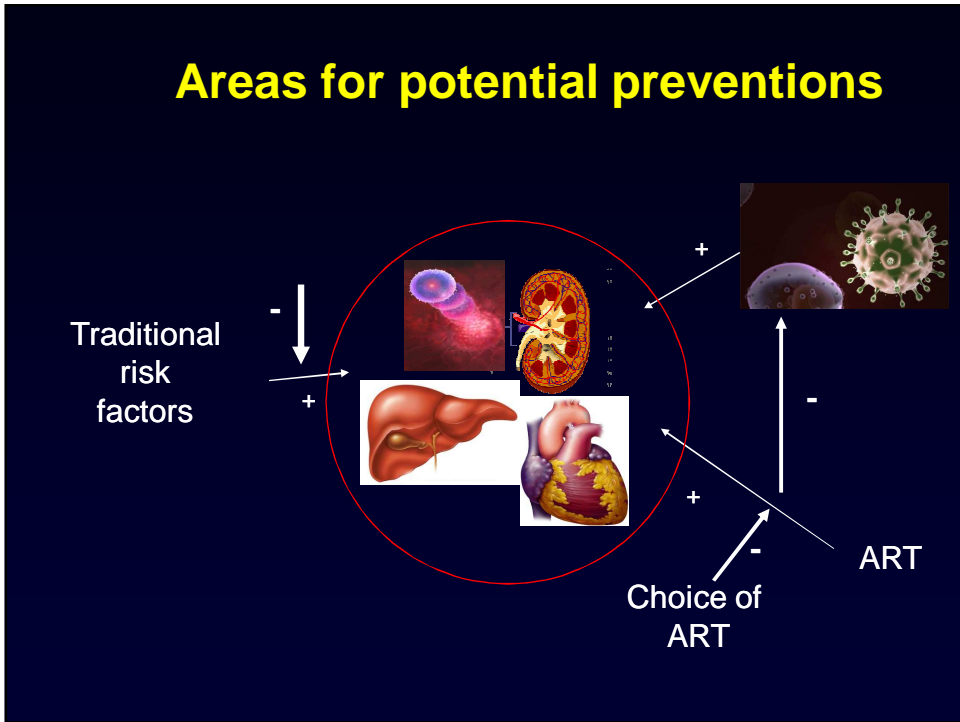 Areas for potential preventions
+
-
Traditional
risk
factors
+
-
+
-
Choice of
ART
ART